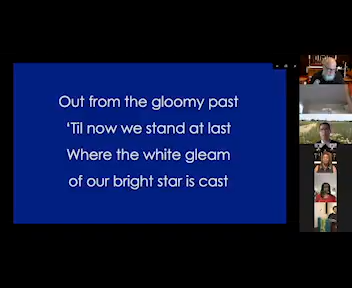 Out from the gloomy past
‘Til now we stand at last
Where the white gleam
of our bright star is cast